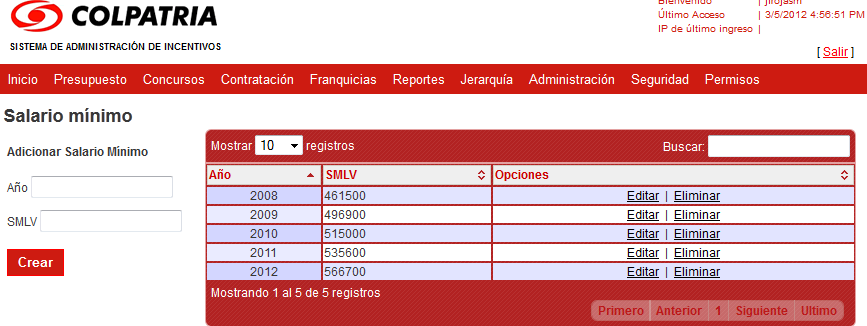 COLPATRIA
SISTEMA DE ADMINISTRACIÓN DE INCENTIVOS
Bienvenido | jirojasm
Último Acceso | 3/5/2012 4:56:51 PM
IP de último ingreso |
[ Salir ]
Inicio Presupuesto Concursos Contratación Franquicias Reportes Jerarquía Administración Seguridad Permisos
Salario mínimo
Adicionar Salario Mínimo
Año
SMLV
Crear
Mostrar 10 registros Buscar:
Año SMLV Opciones
2008 461500 Editar | Eliminar
2009 496900 Editar | Eliminar
2010 515000 Editar | Eliminar
2011 535600 Editar | Eliminar
2012 566700 Editar | Eliminar
Mostrando 1 al 5 de 5 registros
Primero Anterior 1 Siguiente Ultimo